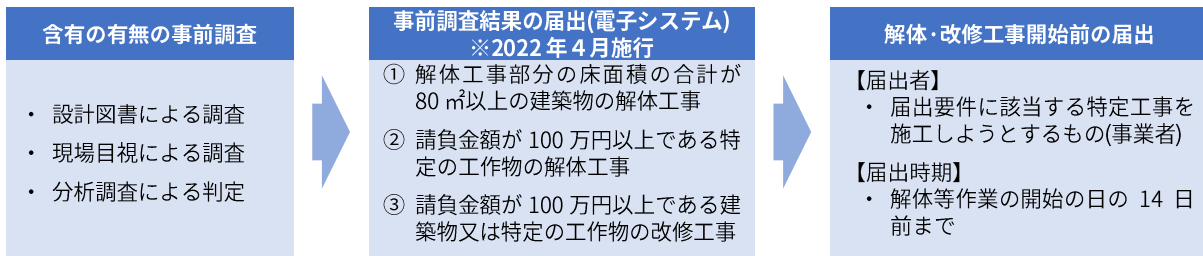 含有の有無の事前調査
・ 設計図書による調査
・ 現場目視による調査
・ 分析調査による判定
事前調査結果の届出(電子システム)
※2022年4月施行
① 解体工事部分の床面積の合計が
80㎡以上の建築物の解体工事
② 請負金額が100万円以上である特
定の工作物の解体工事
③ 請負金額が100万円以上である建
築物又は特定の工作物の改修工事
解体･改修工事開始前の届出
【届出者】
・ 届出要件に該当する特定工事を
施工しようとするもの(事業者)
【届出時期】
・ 解体等作業の開始の日の 14 日
前まで